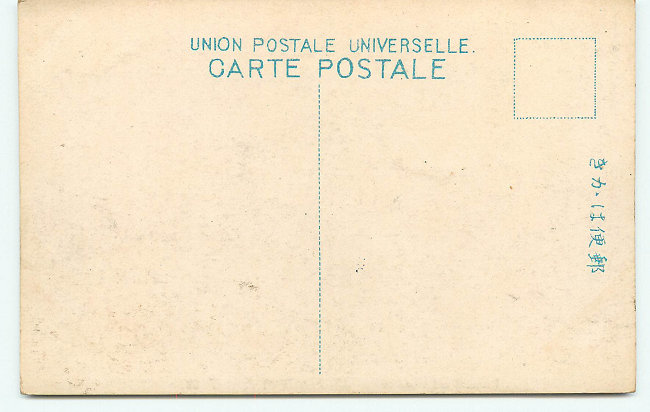 UNION POSTALE UNIVERSELLE.
CARTE POSTALE
郵便はがき